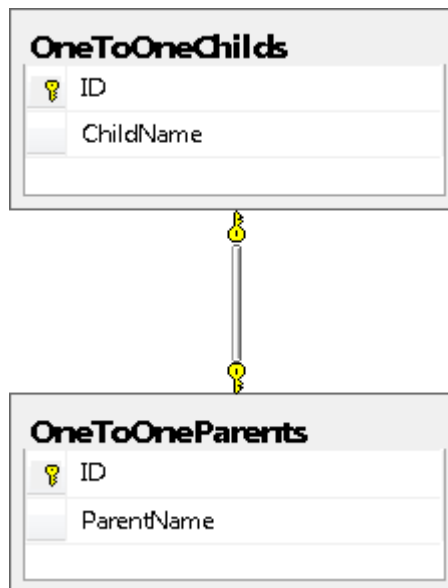 OneToOneChilds
ID
ChildName
OneToOneParents
ID
ParentName